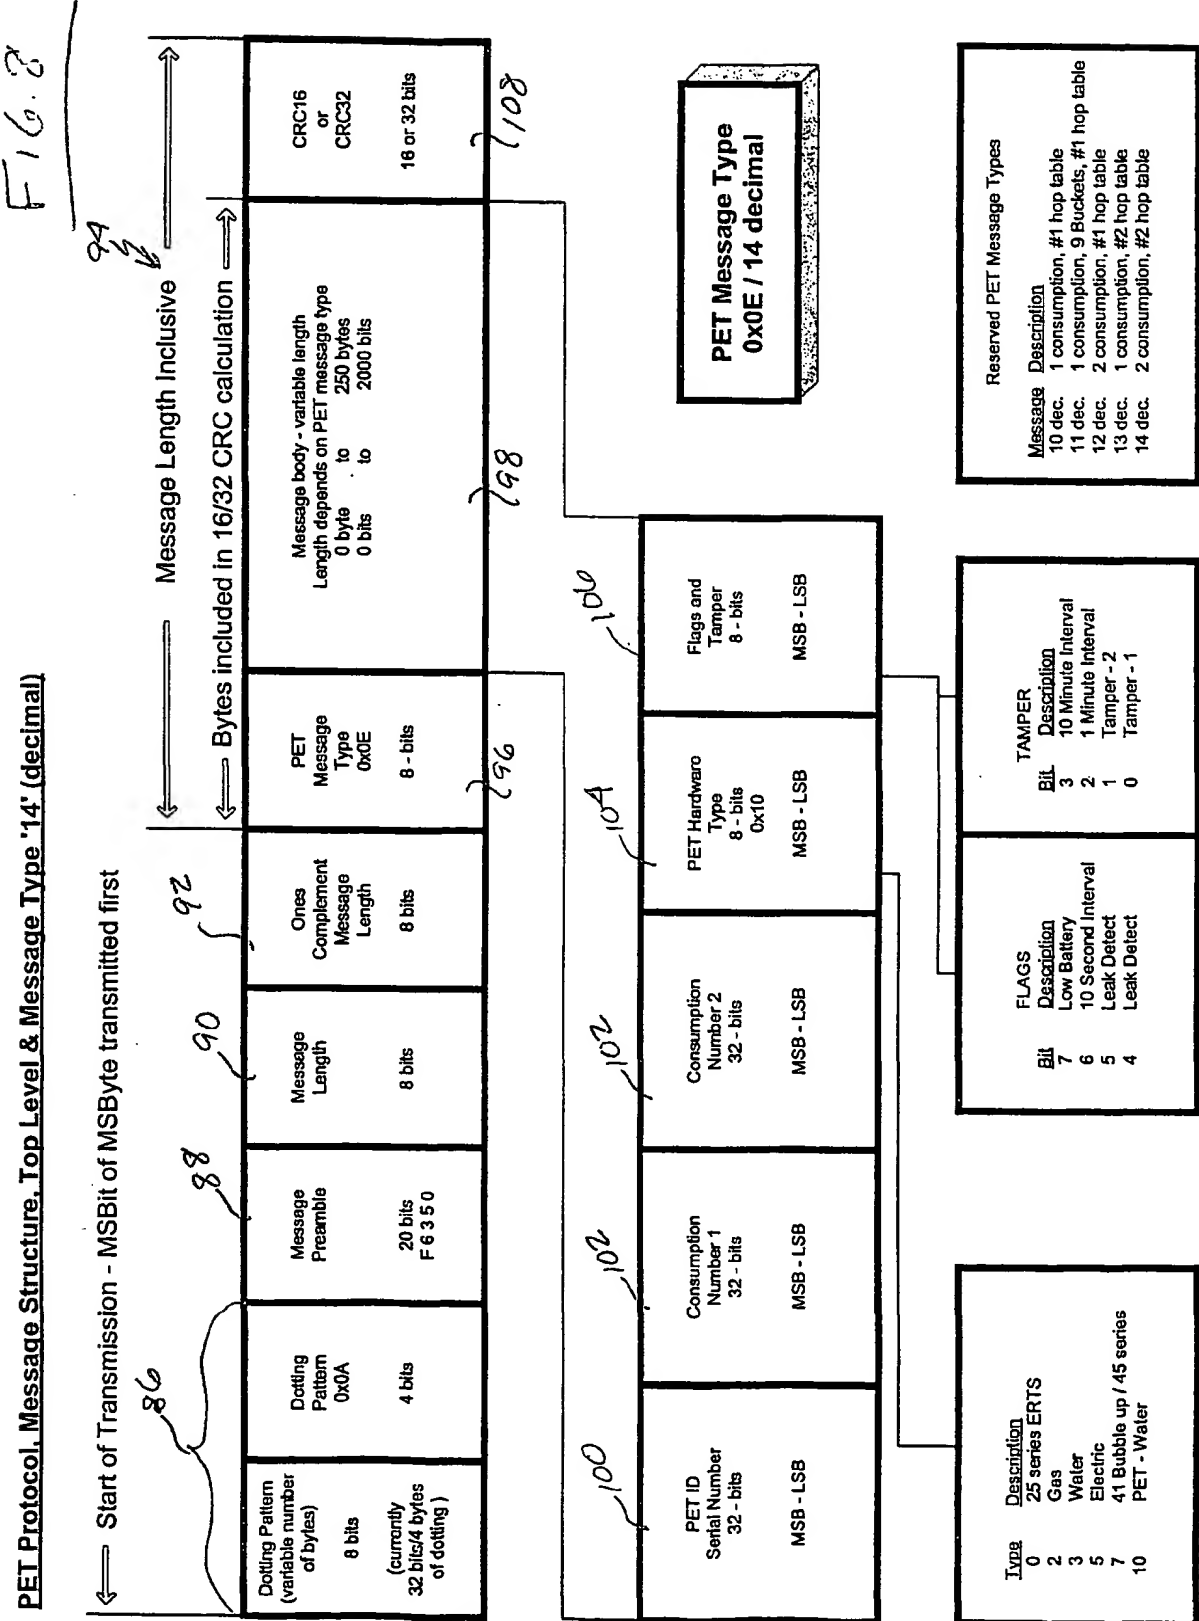 FIG. 8
PET Protocol, Message Structure, Top Level & Message Type '14' (decimal)
Start of Transmission - MSBit of MSByte transmitted first
94
Message Length Inclusive
Bytes included in 16/32 CRC calculation
86
88
90
92
Dotting Pattern
(variable number
of bytes)
8 bits
(currently
32 bits/4 bytes
of dotting )
Dotting
Pattern
0x0A
4 bits
Message
Preamble
20 bits
F 6 3 5 0
Message
Length
8 bits
Ones
Complement
Message
Length
8 bits
PET
Message
Type
0x0E
8 - bits
96
Message body - variable length
Length depends on PET message type
0 byte to 250 bytes
0 bits to 2000 bits
98
CRC16
or
CRC32
16 or 32 bits
108
100
PET ID
Serial Number
32 - bits
MSB - LSB
102
Consumption
Number 1
32 - bits
MSB - LSB
102
Consumption
Number 2
32 - bits
MSB - LSB
104
PET Hardware
Type
8 - bits
0x10
MSB - LSB
106
Flags and
Tamper
8 - bits
MSB - LSB
PET Message Type
0x0E / 14 decimal
Type Description
0 25 series ERTS
2 Gas
3 Water
5 Electric
7 41 Bubble up / 45 series
10 PET - Water
FLAGS
Bit Description
7 Low Battery
6 10 Second Interval
5 Leak Detect
4 Leak Detect
TAMPER
Bit Description
3 10 Minute Interval
2 1 Minute Interval
1 Tamper - 2
0 Tamper - 1
Reserved PET Message Types
Message Description
10 dec. 1 consumption, #1 hop table
11 dec. 1 consumption, 9 Buckets, #1 hop table
12 dec. 2 consumption, #1 hop table
13 dec. 1 consumption, #2 hop table
14 dec. 2 consumption, #2 hop table